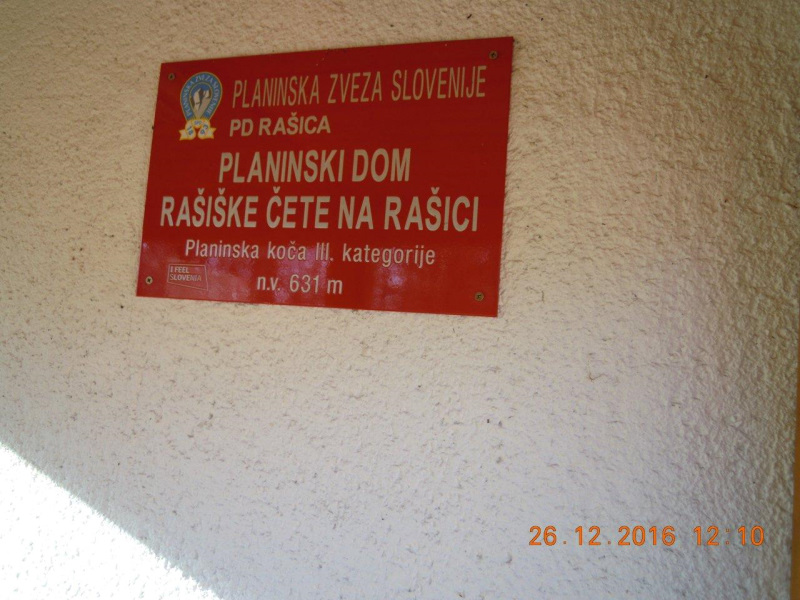 PLANINSKA ZVEZA SLOVENIJE
PD RAŠICA
PLANINSKI DOM
RAŠIŠKE ČETE NA RAŠICI
Planinska koča III. kategorije
n.v. 631 m
I FEEL
SLOVENIA
26.12.2016 12:10